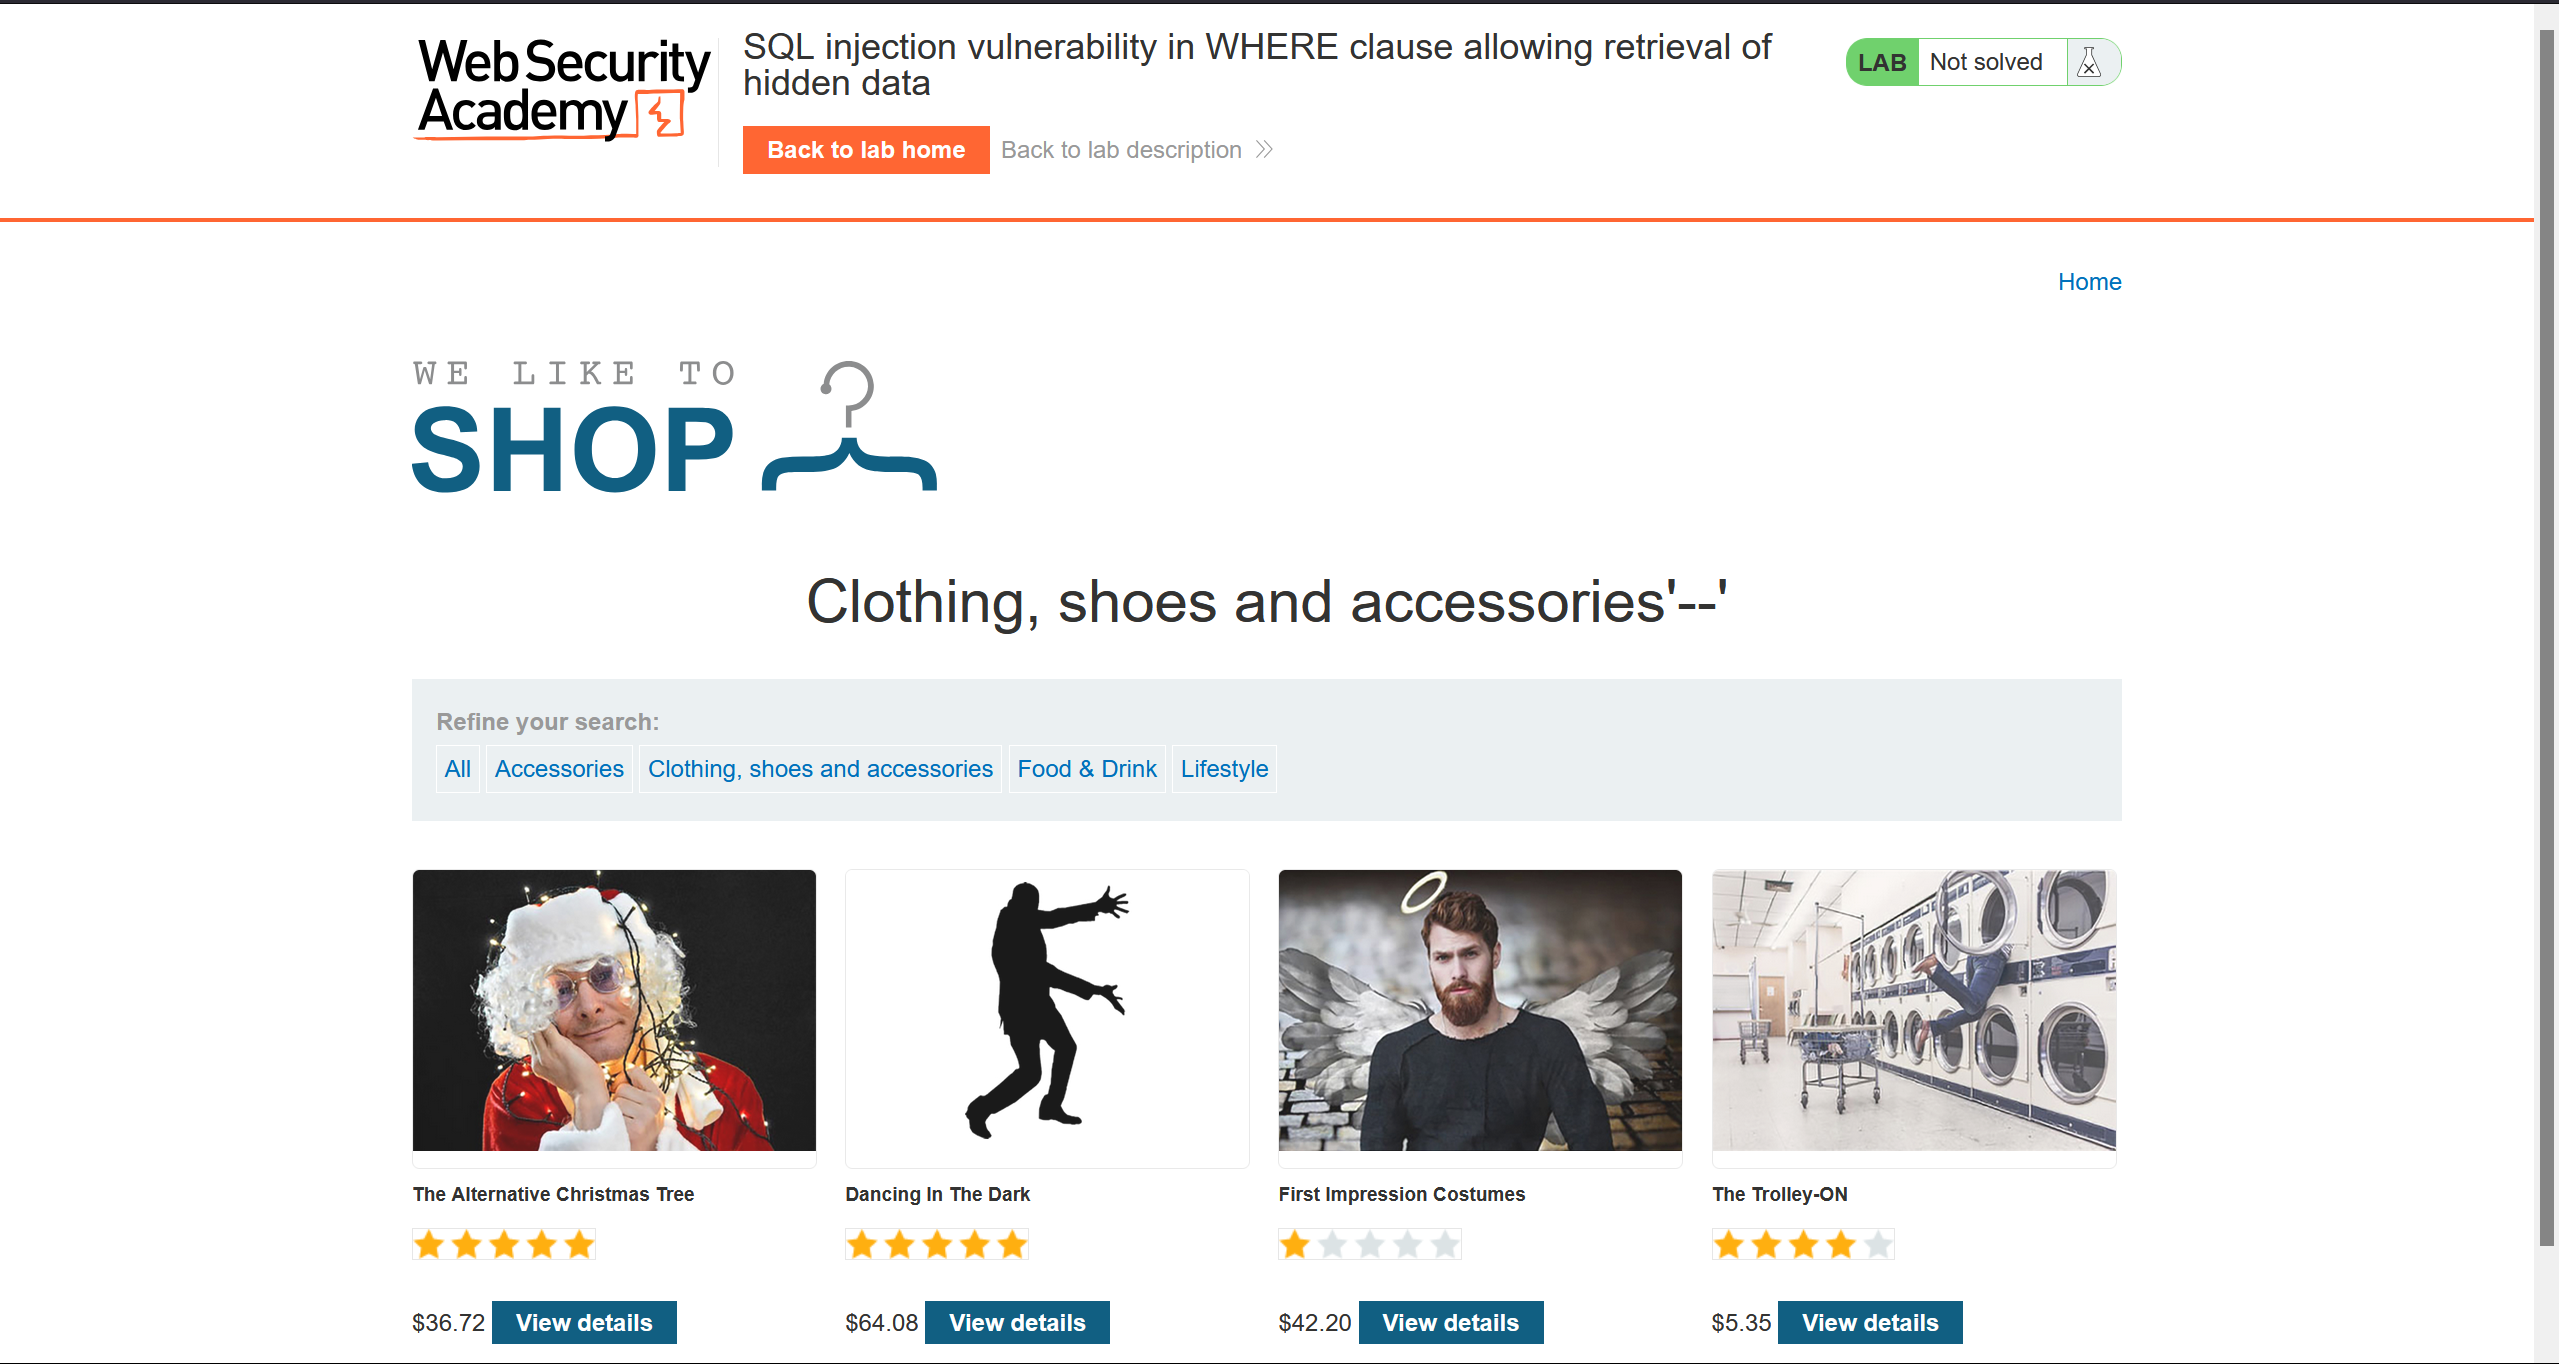 Web Security
Academy
SQL injection vulnerability in WHERE clause allowing retrieval of
hidden data
LAB Not solved
Back to lab home Back to lab description
Home
WE LIKE TO
SHOP
Clothing, shoes and accessories'--'
Refine your search:
All Accessories Clothing, shoes and accessories Food & Drink Lifestyle
The Alternative Christmas Tree Dancing In The Dark First Impression Costumes The Trolley-ON
$36.72 View details $64.08 View details $42.20 View details $5.35 View details